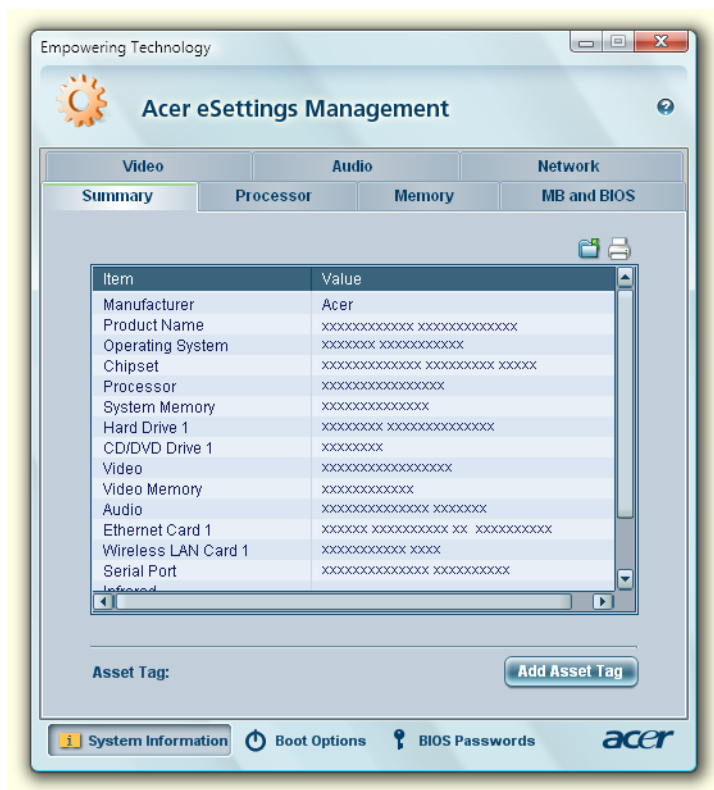 Empowering Technology
Acer eSettings Management
Video Audio Network
Summary Processor Memory MB and BIOS
Item Value
Manufacturer Acer
Product Name xxxxxxxxxxxx xxxxxxxxxxxxx
Operating System xxxxxxx xxxxxxxxxxx
Chipset xxxxxxxxxxxxx xxxxxxxxx xxxxx
Processor xxxxxxxxxxxxxxxx
System Memory xxxxxxxxxxxxxx
Hard Drive 1 xxxxxxxx xxxxxxxxxxxxxx
CD/DVD Drive 1 xxxxxxxx
Video xxxxxxxxxxxxxxxxx
Video Memory xxxxxxxxxxxx
Audio xxxxxxxxxxxxxx xxxxxxx
Ethernet Card 1 xxxxxx xxxxxxxxxx xx xxxxxxxxxx
Wireless LAN Card 1 xxxxxxxxxxx xxxx
Serial Port xxxxxxxxxxxxxx xxxxxxxxxx
Infrared
Asset Tag: Add Asset Tag
System Information Boot Options BIOS Passwords acer